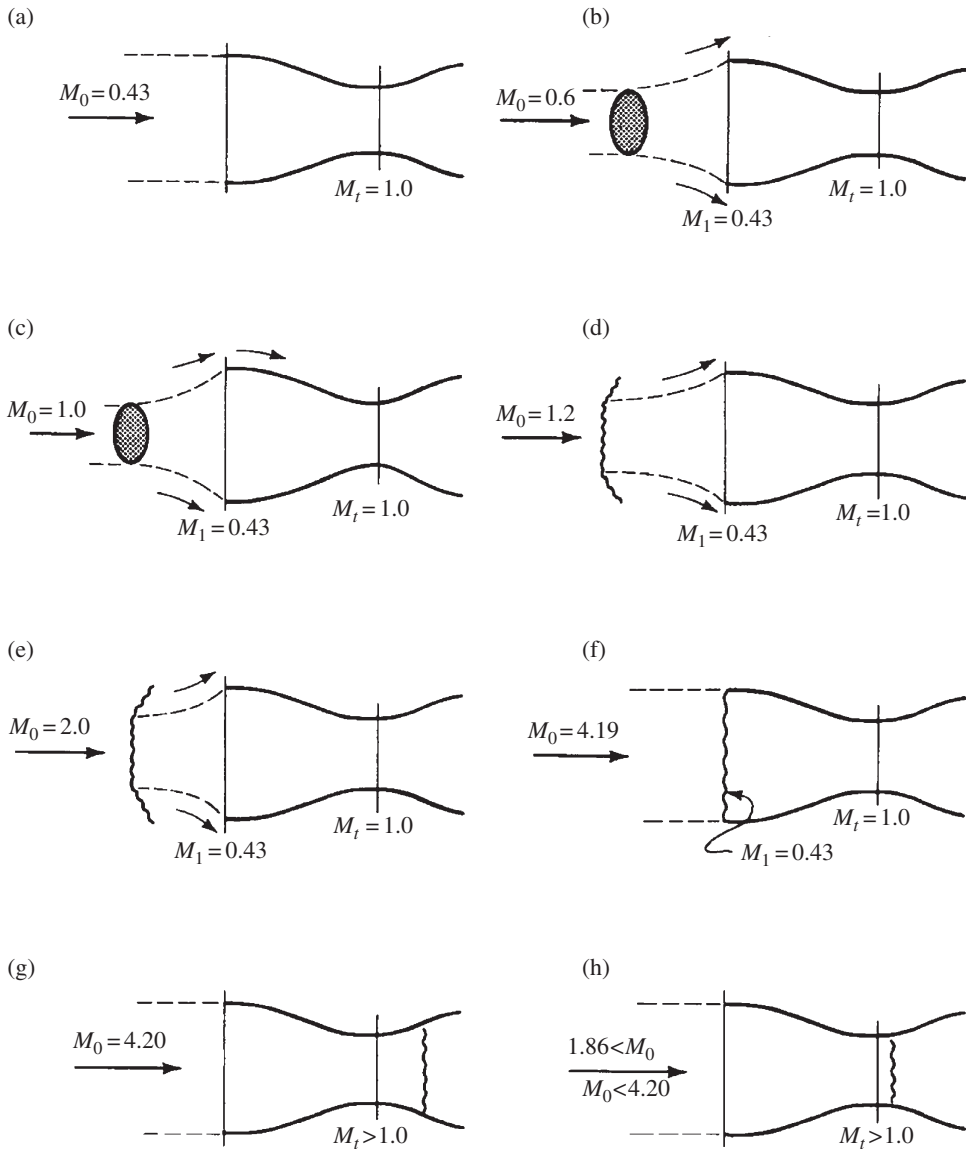 (a)
M₀=0.43
Mₜ=1.0
(b)
M₀=0.6
Mₜ=1.0
M₁=0.43
(c)
M₀=1.0
Mₜ=1.0
M₁=0.43
(d)
M₀=1.2
Mₜ=1.0
M₁=0.43
(e)
M₀=2.0
Mₜ=1.0
M₁=0.43
(f)
M₀=4.19
Mₜ=1.0
M₁=0.43
(g)
M₀=4.20
Mₜ>1.0
(h)
1.86<M₀
M₀<4.20
Mₜ>1.0